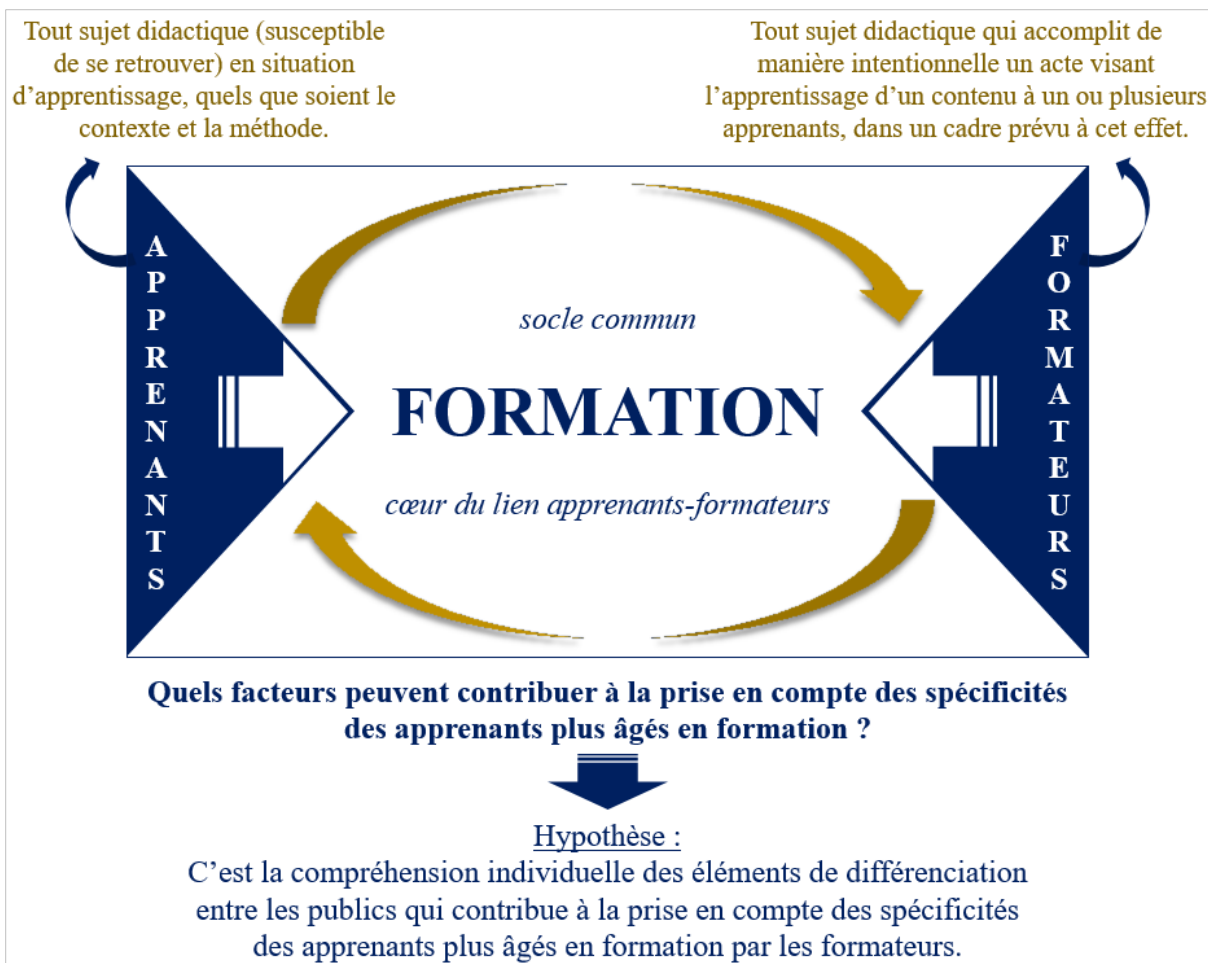 Tout sujet didactique (susceptible
de se retrouver) en situation
d’apprentissage, quels que soient le
contexte et la méthode.
Tout sujet didactique qui accomplit de
manière intentionnelle un acte visant
l’apprentissage d’un contenu à un ou plusieurs
apprenants, dans un cadre prévu à cet effet.
APPRENANTS
socle commun
FORMATION
cœur du lien apprenants-formateurs
FORMATEURS
Quels facteurs peuvent contribuer à la prise en compte des spécificités
des apprenants plus âgés en formation ?
Hypothèse :
C’est la compréhension individuelle des éléments de différenciation
entre les publics qui contribue à la prise en compte des spécificités
des apprenants plus âgés en formation par les formateurs.